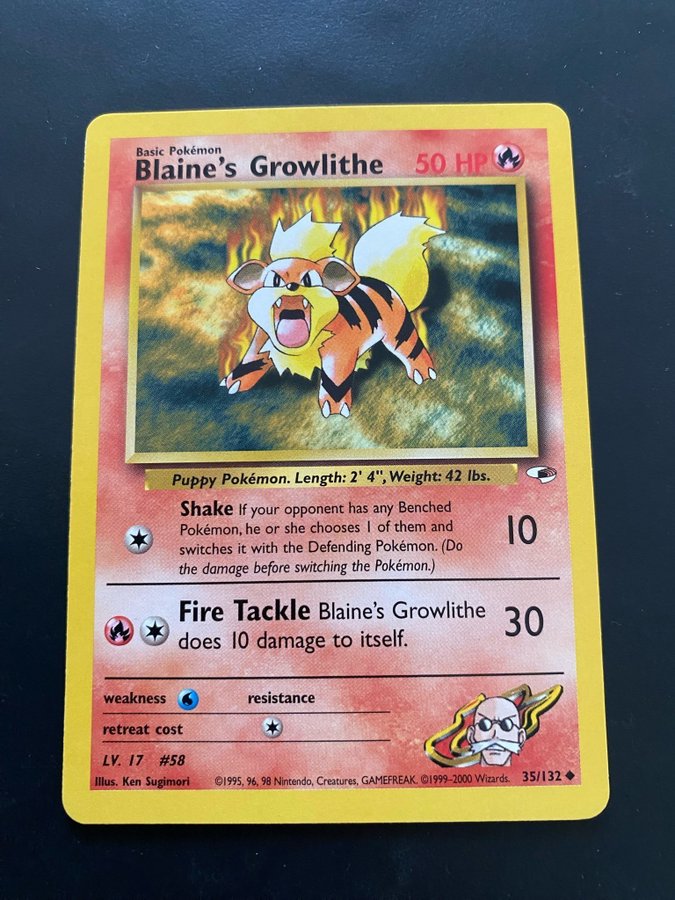 Basic Pokémon
Blaine's Growlithe 50 HP
Puppy Pokémon. Length: 2' 4", Weight: 42 lbs.
Shake If your opponent has any Benched
Pokémon, he or she chooses 1 of them and
switches it with the Defending Pokémon. (Do
the damage before switching the Pokémon.)
10
Fire Tackle Blaine's Growlithe
does 10 damage to itself.
30
weakness resistance
retreat cost
LV. 17 #58
Illus. Ken Sugimori ©1995, 96, 98 Nintendo, Creatures, GAMEFREAK. ©1999-2000 Wizards. 35/132